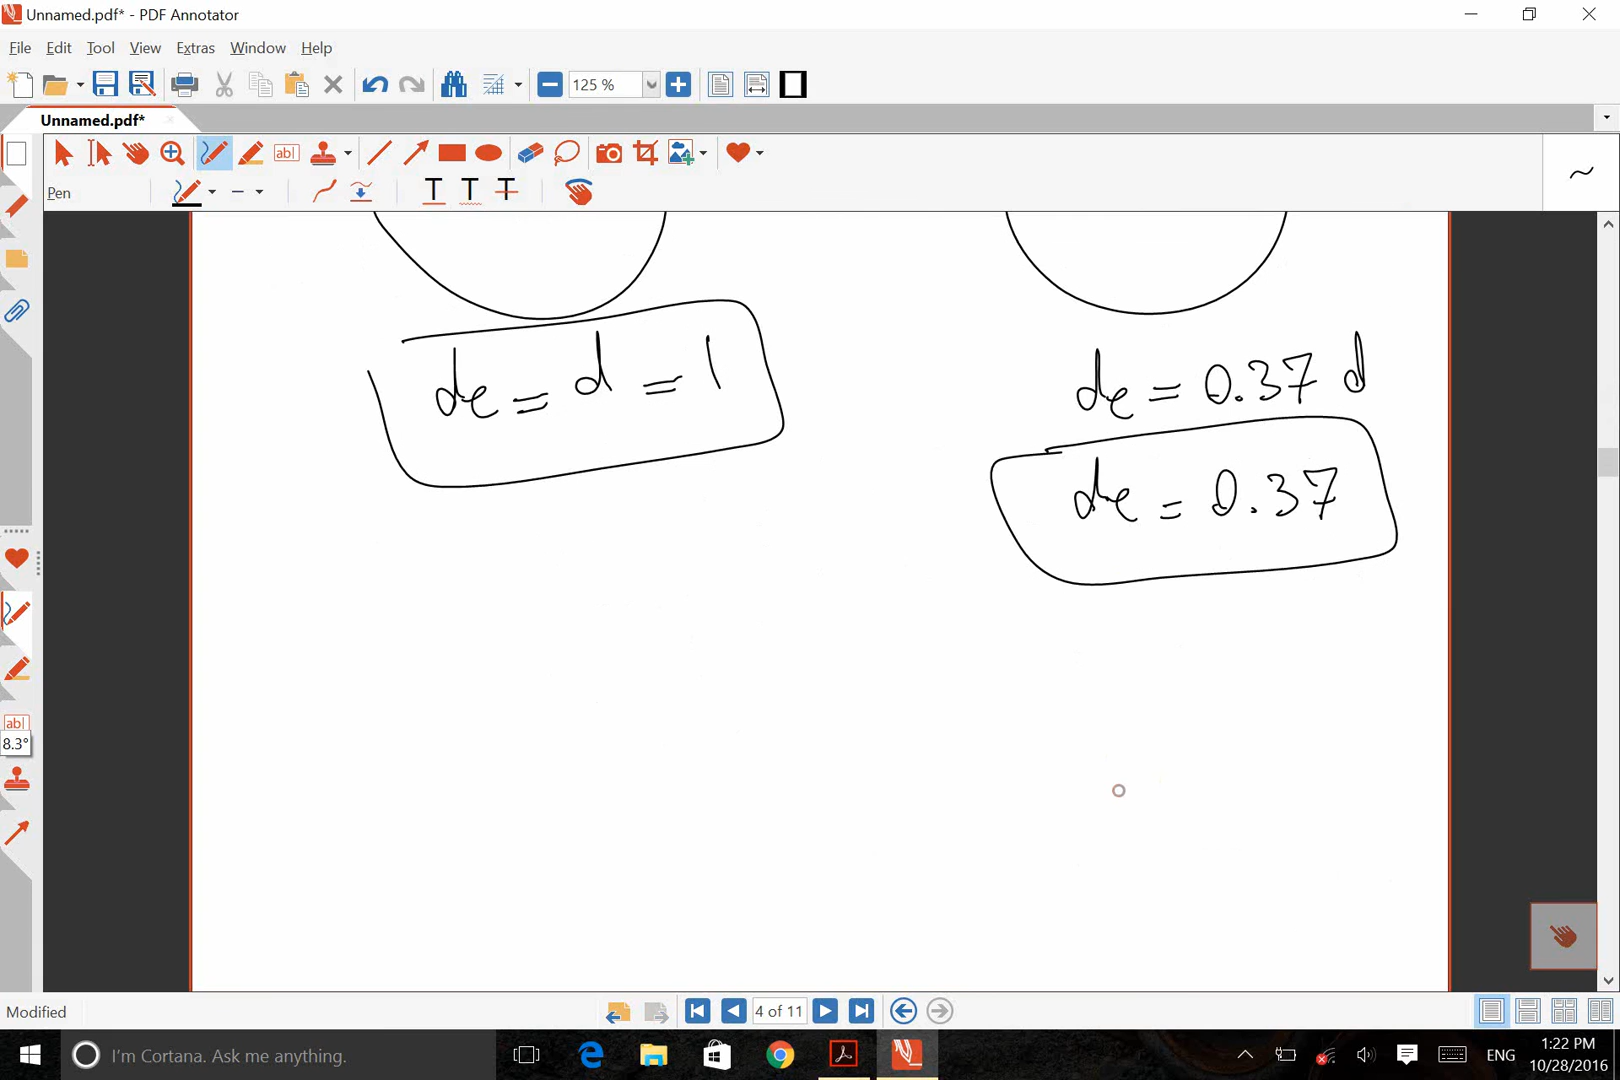 Unnamed.pdf* - PDF Annotator
File Edit Tool View Extras Window Help
125 %
Unnamed.pdf*
ab|
Pen
T T T
de = d = 1
de = 0.37 d
de = 0.37
ab|
8.3°
Modified
4 of 11
I'm Cortana. Ask me anything.
ENG
1:22 PM
10/28/2016